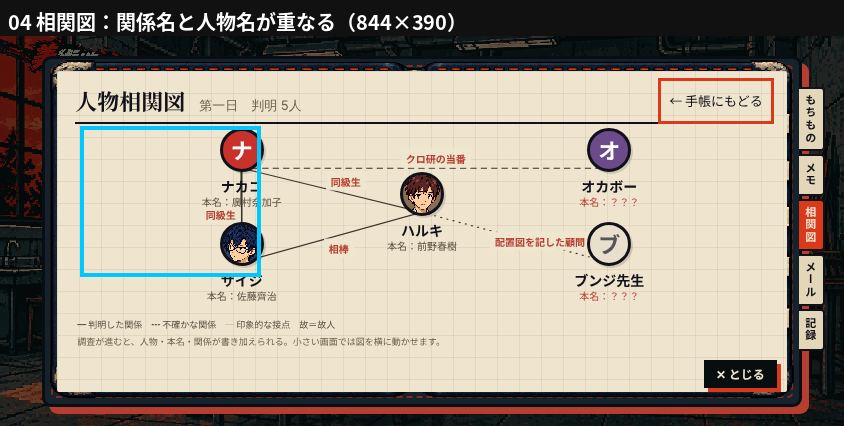 04 相関図：関係名と人物名が重なる（844×390）
人物相関図 第一日 判明 5人
← 手帳にもどる
もちもの
メモ
相関図
メール
記録
ナ
オ
クロ研の当番
ナカコ
本名：廣村奈加子
同級生
オカボー
本名：？？？
同級生
ハルキ
本名：前野春樹
配置図を記した顧問
ブ
相棒
サイジ
本名：佐藤齊治
ブンジ先生
本名：？？？
━ 判明した関係 ┅ 不確かな関係 ┈ 印象的な接点 故＝故人
調査が進むと、人物・本名・関係が書き加えられる。小さい画面では図を横に動かせます。
✕ とじる